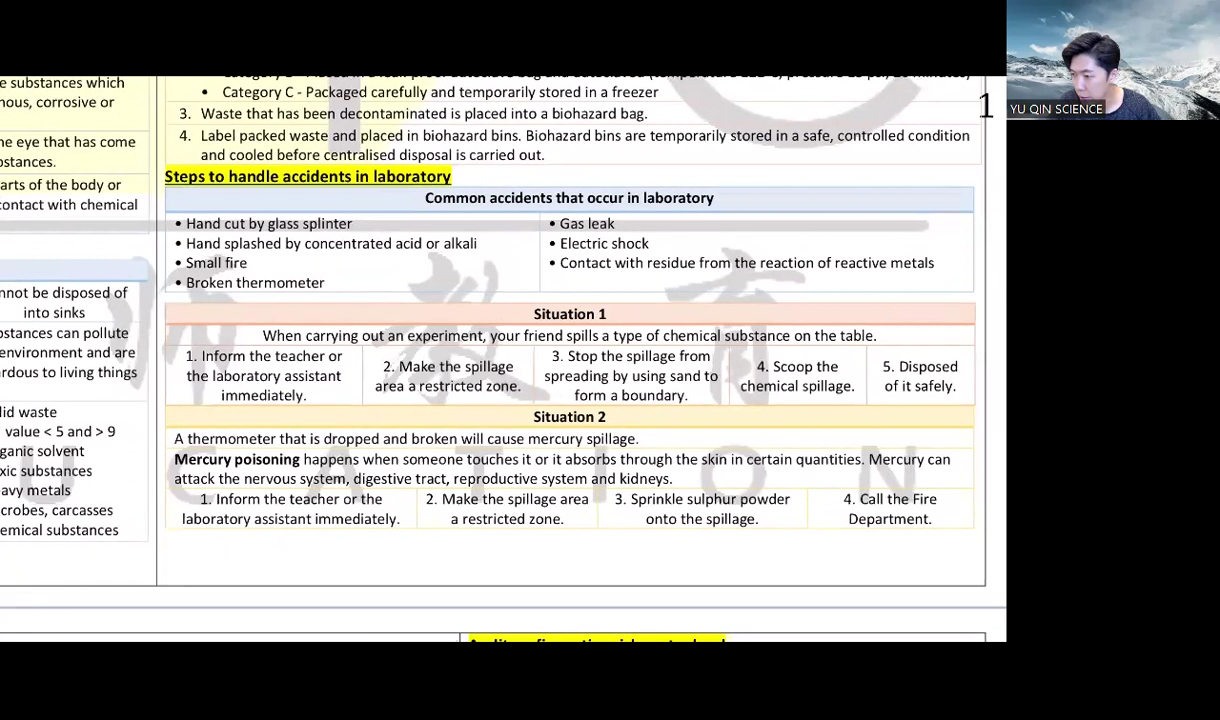 e substances which
nous, corrosive or
ne eye that has come
bstances.
arts of the body or
contact with chemical
nnot be disposed of
into sinks
bstances can pollute
environment and are
rdous to living things
lid waste
value < 5 and > 9
ganic solvent
xic substances
avy metals
crobes, carcasses
emical substances
• Category C - Packaged carefully and temporarily stored in a freezer
3. Waste that has been decontaminated is placed into a biohazard bag.
4. Label packed waste and placed in biohazard bins. Biohazard bins are temporarily stored in a safe, controlled condition
and cooled before centralised disposal is carried out.
Steps to handle accidents in laboratory
Common accidents that occur in laboratory
• Hand cut by glass splinter
• Hand splashed by concentrated acid or alkali
• Small fire
• Broken thermometer
• Gas leak
• Electric shock
• Contact with residue from the reaction of reactive metals
Situation 1
When carrying out an experiment, your friend spills a type of chemical substance on the table.
1. Inform the teacher or
the laboratory assistant
immediately.
2. Make the spillage
area a restricted zone.
3. Stop the spillage from
spreading by using sand to
form a boundary.
4. Scoop the
chemical spillage.
5. Disposed
of it safely.
Situation 2
A thermometer that is dropped and broken will cause mercury spillage.
Mercury poisoning happens when someone touches it or it absorbs through the skin in certain quantities. Mercury can
attack the nervous system, digestive tract, reproductive system and kidneys.
1. Inform the teacher or the
laboratory assistant immediately.
2. Make the spillage area
a restricted zone.
3. Sprinkle sulphur powder
onto the spillage.
4. Call the Fire
Department.
师教育
U C A T I O N
1
YU QIN SCIENCE